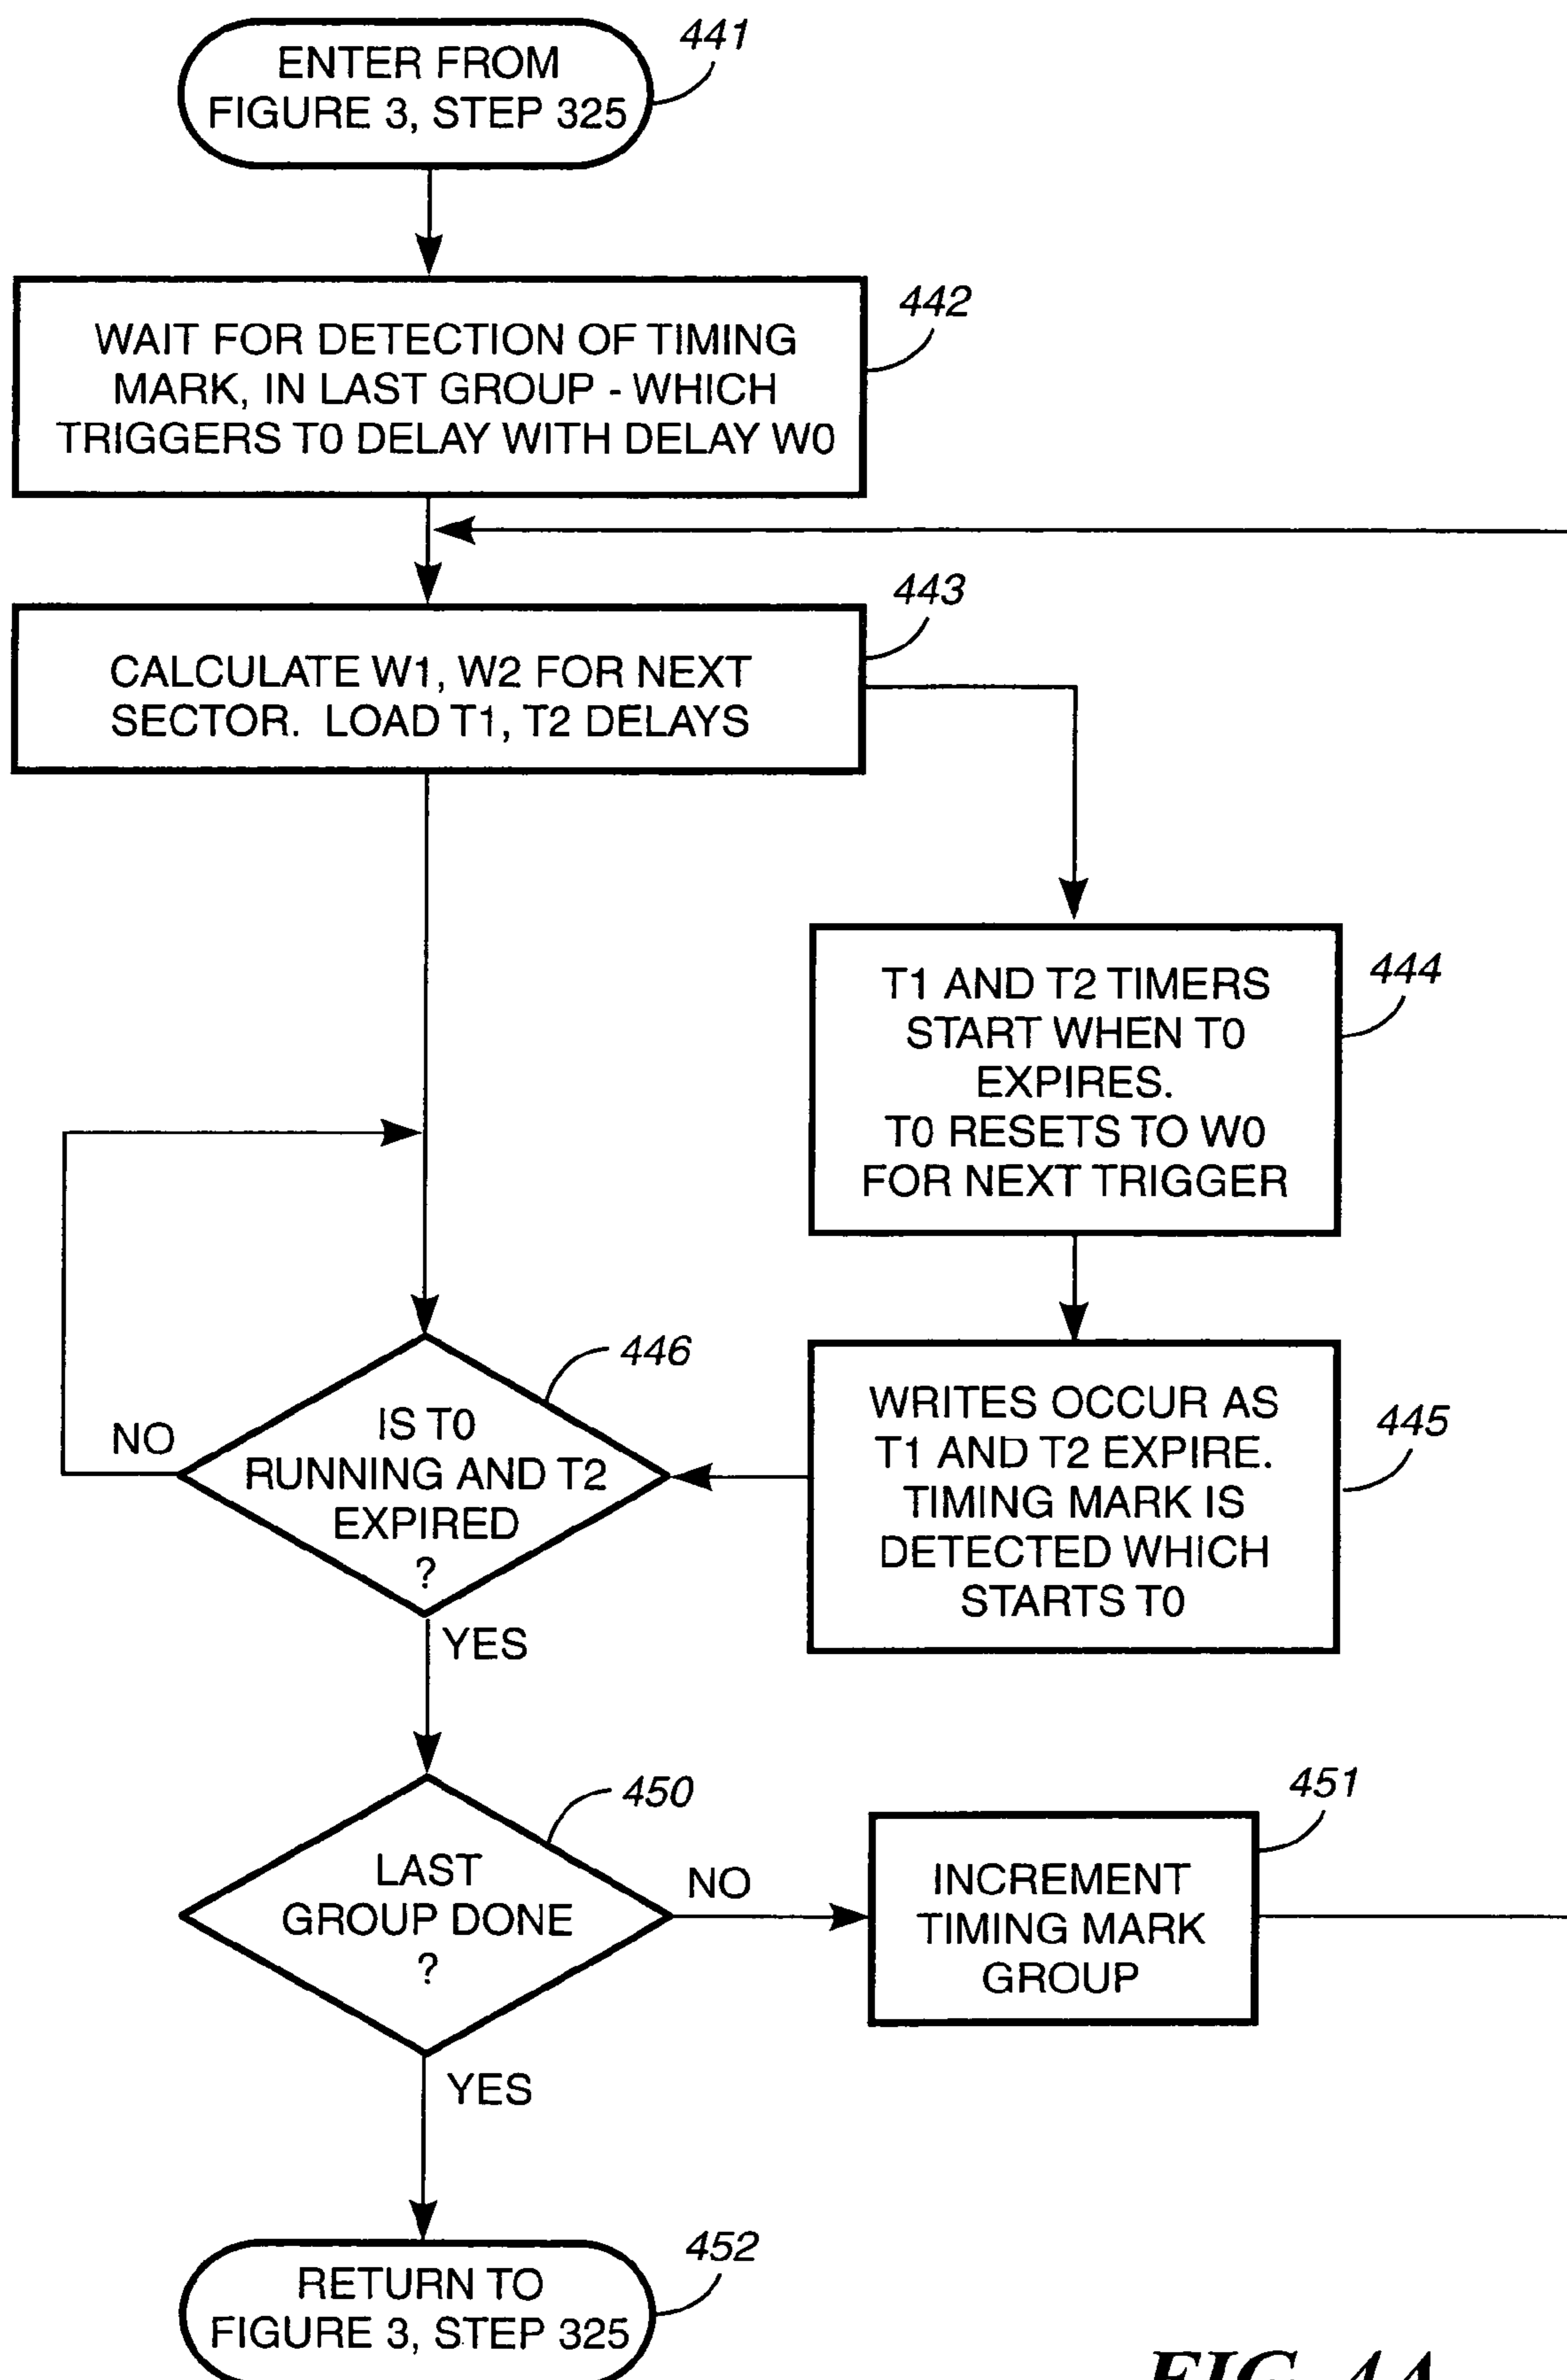 441
ENTER FROM
FIGURE 3, STEP 325
442
WAIT FOR DETECTION OF TIMING
MARK, IN LAST GROUP - WHICH
TRIGGERS T0 DELAY WITH DELAY W0
443
CALCULATE W1, W2 FOR NEXT
SECTOR. LOAD T1, T2 DELAYS
444
T1 AND T2 TIMERS
START WHEN T0
EXPIRES.
T0 RESETS TO W0
FOR NEXT TRIGGER
445
WRITES OCCUR AS
T1 AND T2 EXPIRE.
TIMING MARK IS
DETECTED WHICH
STARTS T0
446
IS T0
RUNNING AND T2
EXPIRED
?
NO
YES
450
LAST
GROUP DONE
?
NO
451
INCREMENT
TIMING MARK
GROUP
YES
452
RETURN TO
FIGURE 3, STEP 325
FIG. 4A